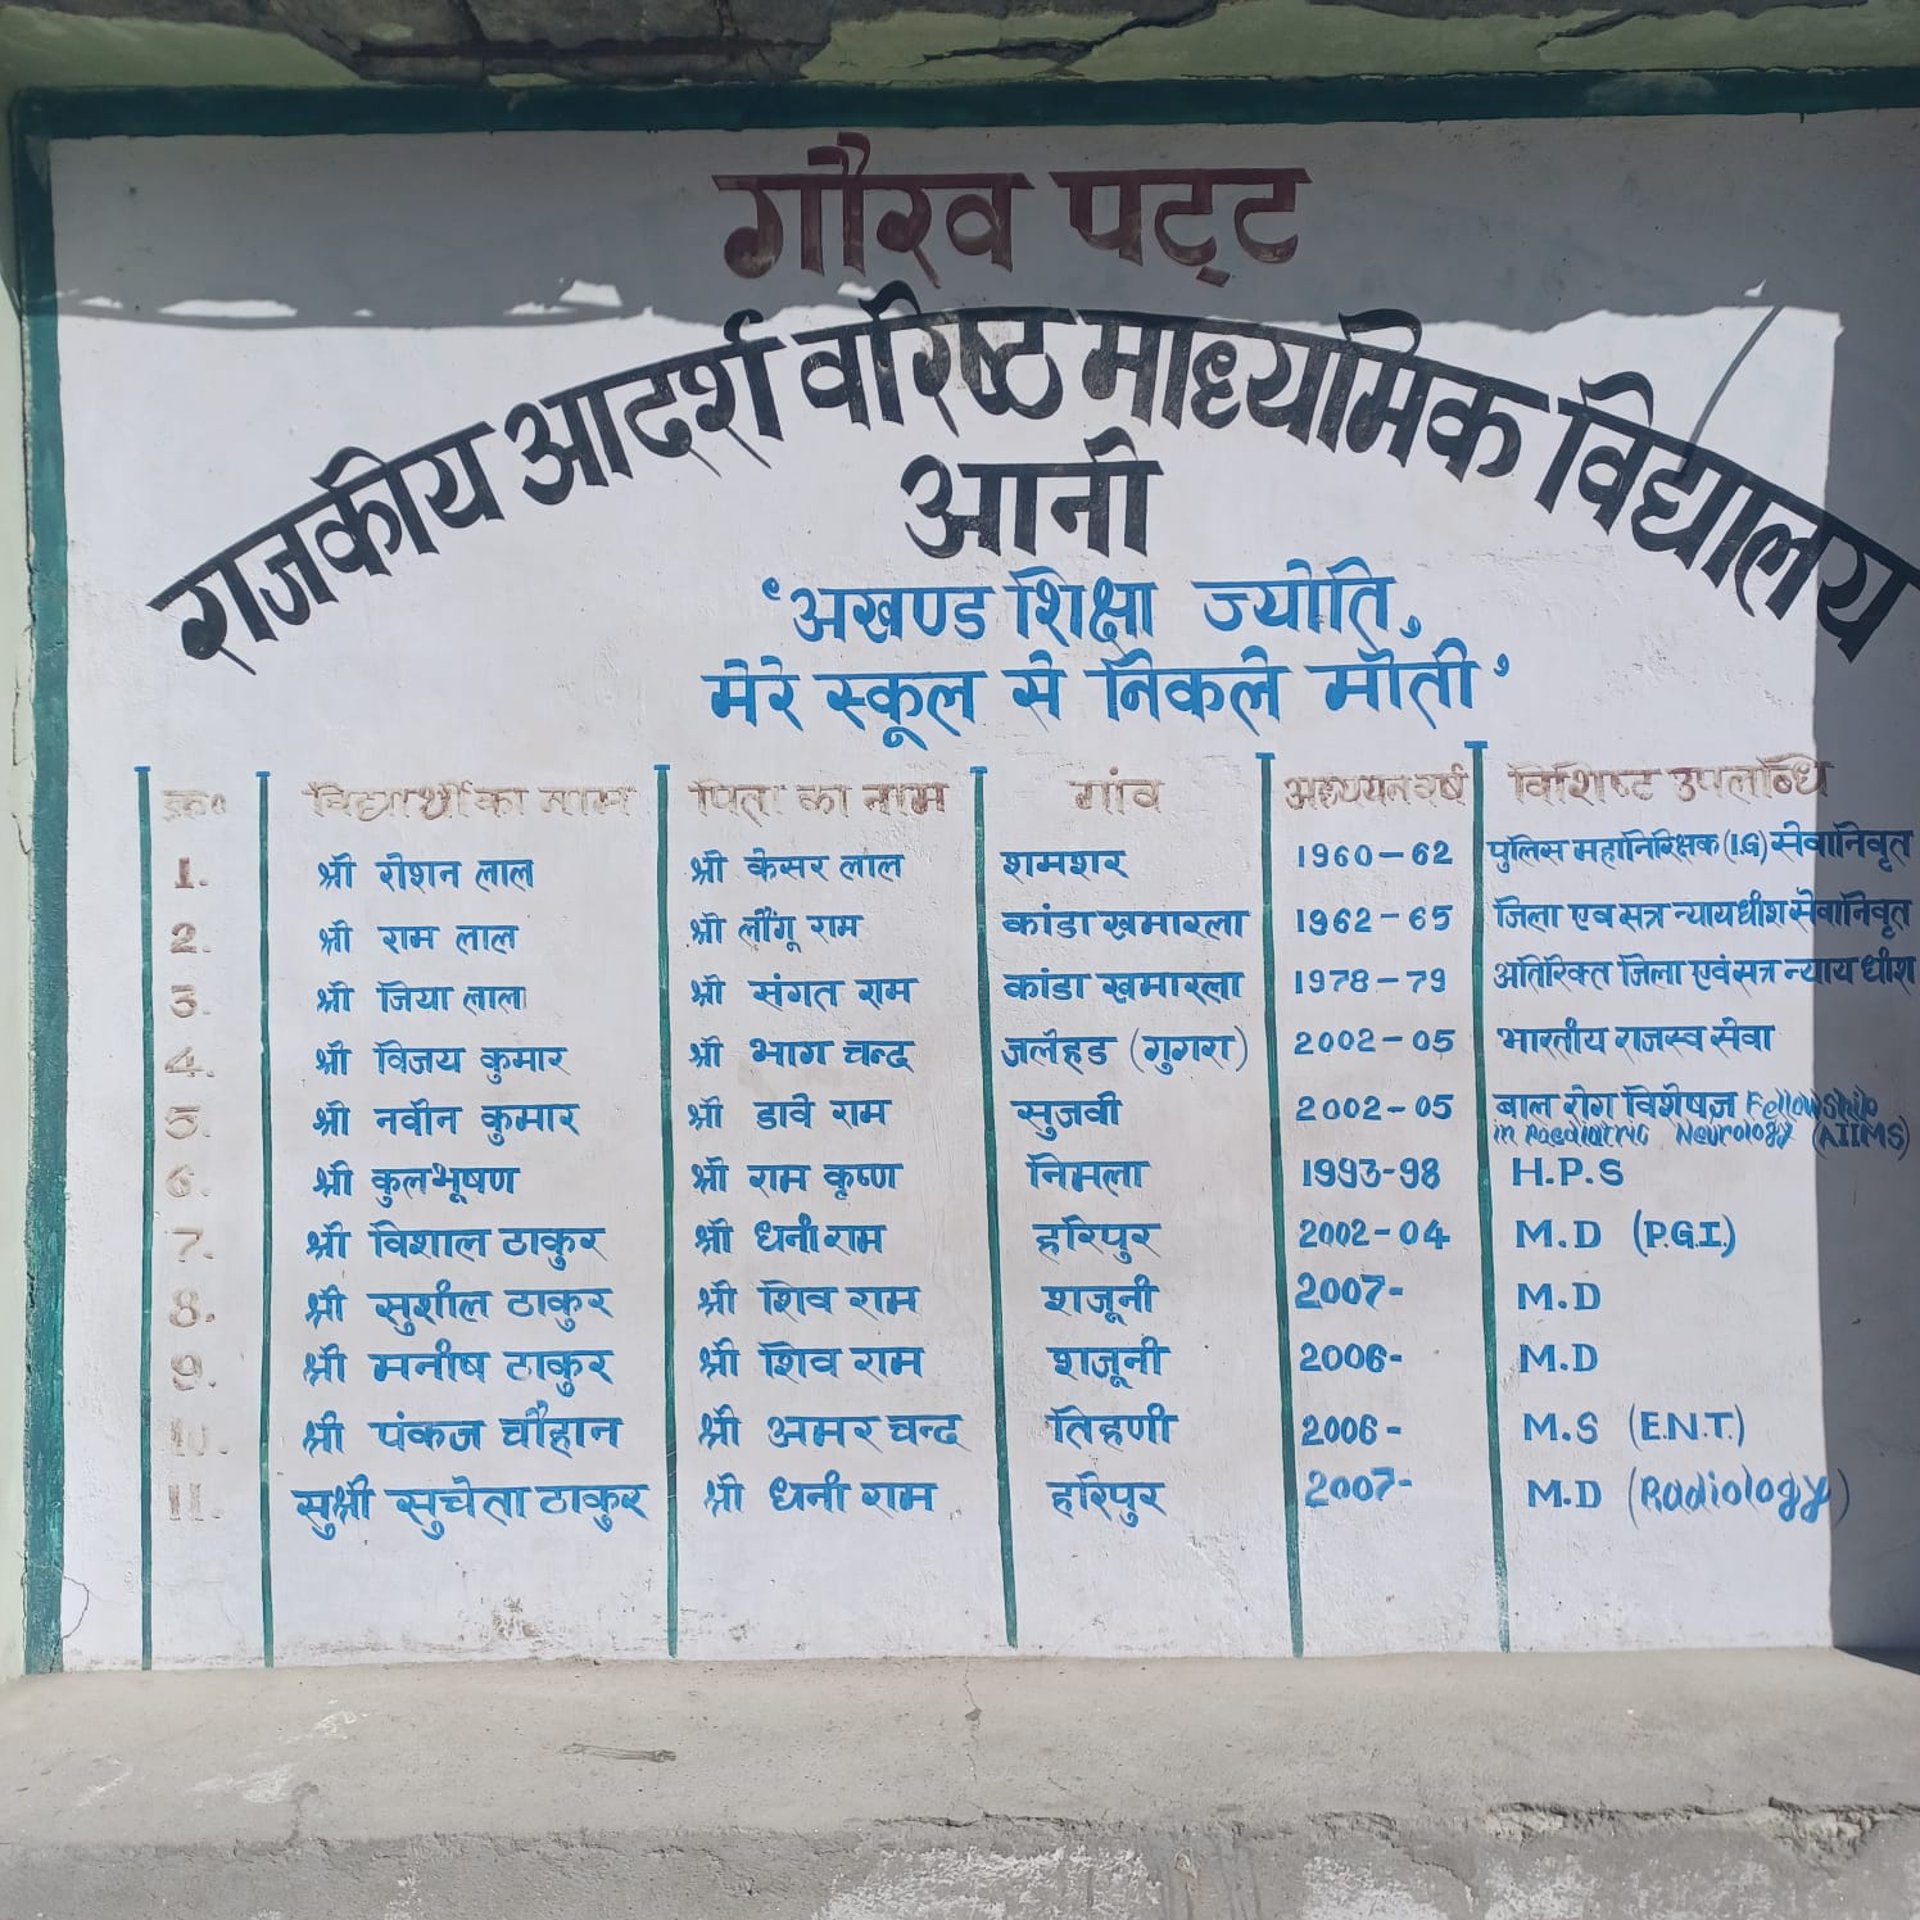 गौरव पट्ट
राजकीय आदर्श वरिष्ठ माध्यमिक विद्यालय
आनी
'अखण्ड शिक्षा ज्योति,
मेरे स्कूल से निकले मोती'
क्र० विद्यार्थी का नाम पिता का नाम गांव अध्ययन वर्ष विशिष्ट उपलब्धि
1. श्री रोशन लाल श्री केसर लाल शमशर 1960-62 पुलिस महानिरिक्षक (I.G) सेवानिवृत
2. श्री राम लाल श्री लौंगू राम कांडा खमारला 1962-65 जिला एव सत्र न्यायधीश सेवानिवृत
3. श्री जिया लाल श्री संगत राम कांडा खमारला 1978-79 अतिरिक्त जिला एवं सत्र न्यायधीश
4. श्री विजय कुमार श्री भाग चन्द जलेहड (गुगरा) 2002-05 भारतीय राजस्व सेवा
5. श्री नवीन कुमार श्री डावे राम सुजवी 2002-05 बाल रोग विशेषज्ञ Fellowship
in Paediatric Neurology (AIIMS)
6. श्री कुलभूषण श्री राम कृष्ण निमला 1993-98 H.P.S
7. श्री विशाल ठाकुर श्री धनी राम हरिपुर 2002-04 M.D (P.G.I.)
8. श्री सुशील ठाकुर श्री शिव राम शजूनी 2007- M.D
9. श्री मनीष ठाकुर श्री शिव राम शजूनी 2006- M.D
10. श्री पंकज चौहान श्री अमर चन्द तिहणी 2006- M.S (E.N.T.)
11. सुश्री सुचेता ठाकुर श्री धनी राम हरिपुर 2007- M.D (Radiology)